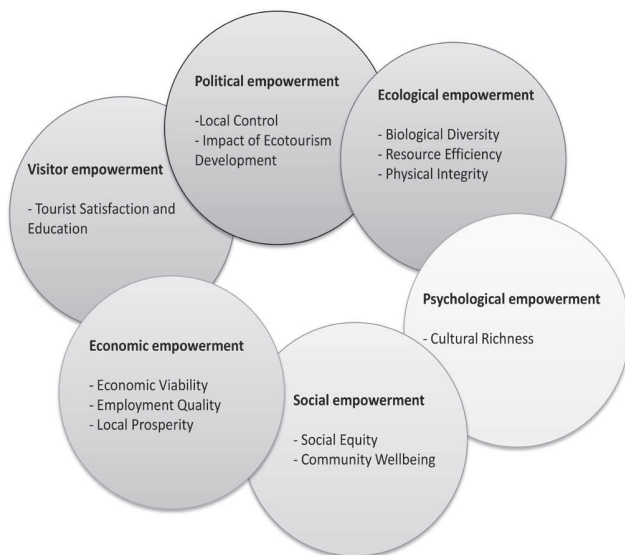 Political empowerment
-Local Control
- Impact of Ecotourism
Development
Ecological empowerment
- Biological Diversity
- Resource Efficiency
- Physical Integrity
Visitor empowerment
- Tourist Satisfaction and
Education
Psychological empowerment
- Cultural Richness
Economic empowerment
- Economic Viability
- Employment Quality
- Local Prosperity
Social empowerment
- Social Equity
- Community Wellbeing